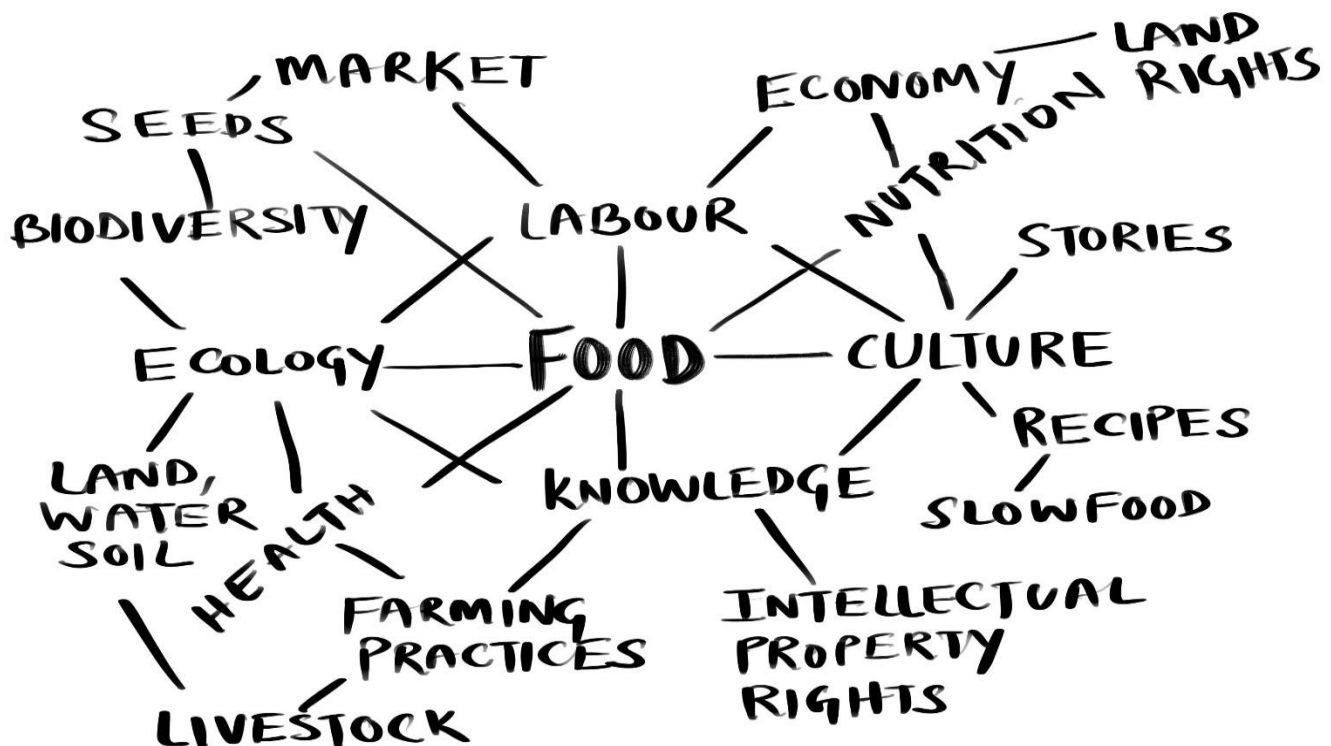 MARKET
ECONOMY
LAND
RIGHTS
SEEDS
NUTRITION
BIODIVERSITY
LABOUR
STORIES
ECOLOGY
FOOD
CULTURE
RECIPES
LAND,
WATER
SOIL
HEALTH
KNOWLEDGE
SLOWFOOD
FARMING
PRACTICES
INTELLECTUAL
PROPERTY
RIGHTS
LIVESTOCK